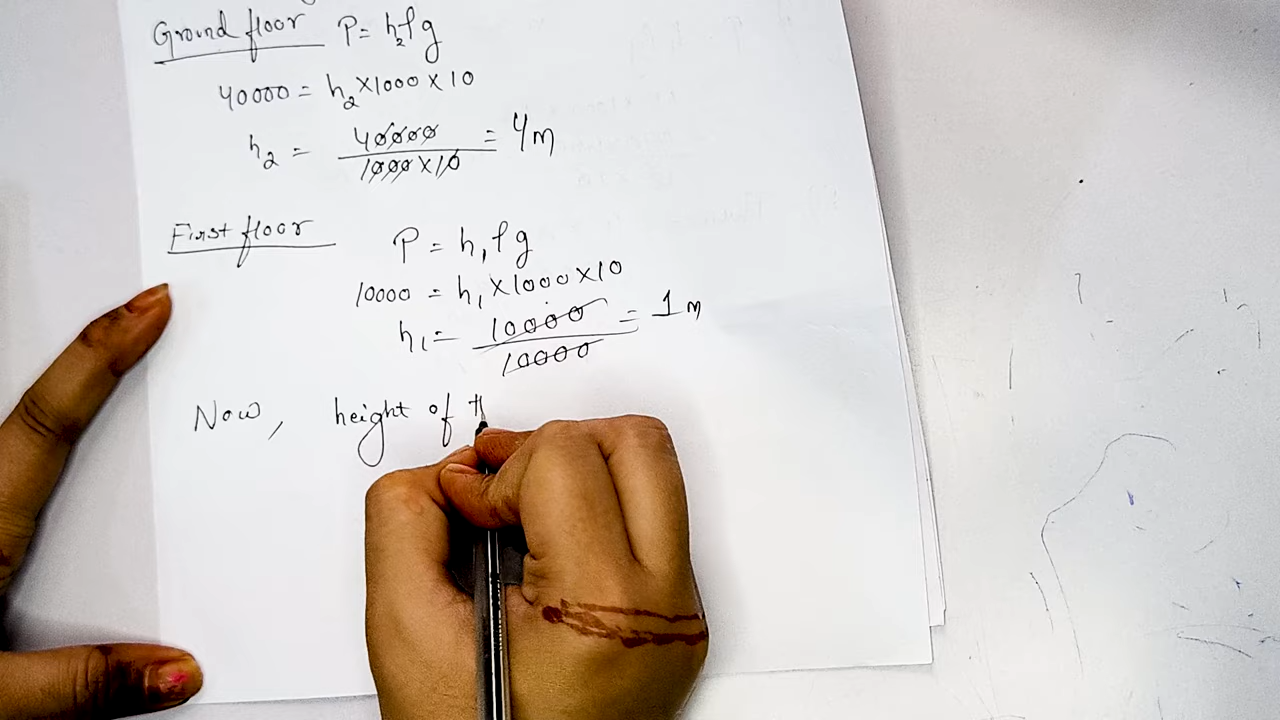 Ground floor P = h₂ρg
40000 = h₂ × 1000 × 10
h₂ = 40000 / 1000 × 10 = 4m
First floor P = h₁ρg
10000 = h₁ × 1000 × 10
h₁ = 10000 / 10000 = 1 m
Now, height of th